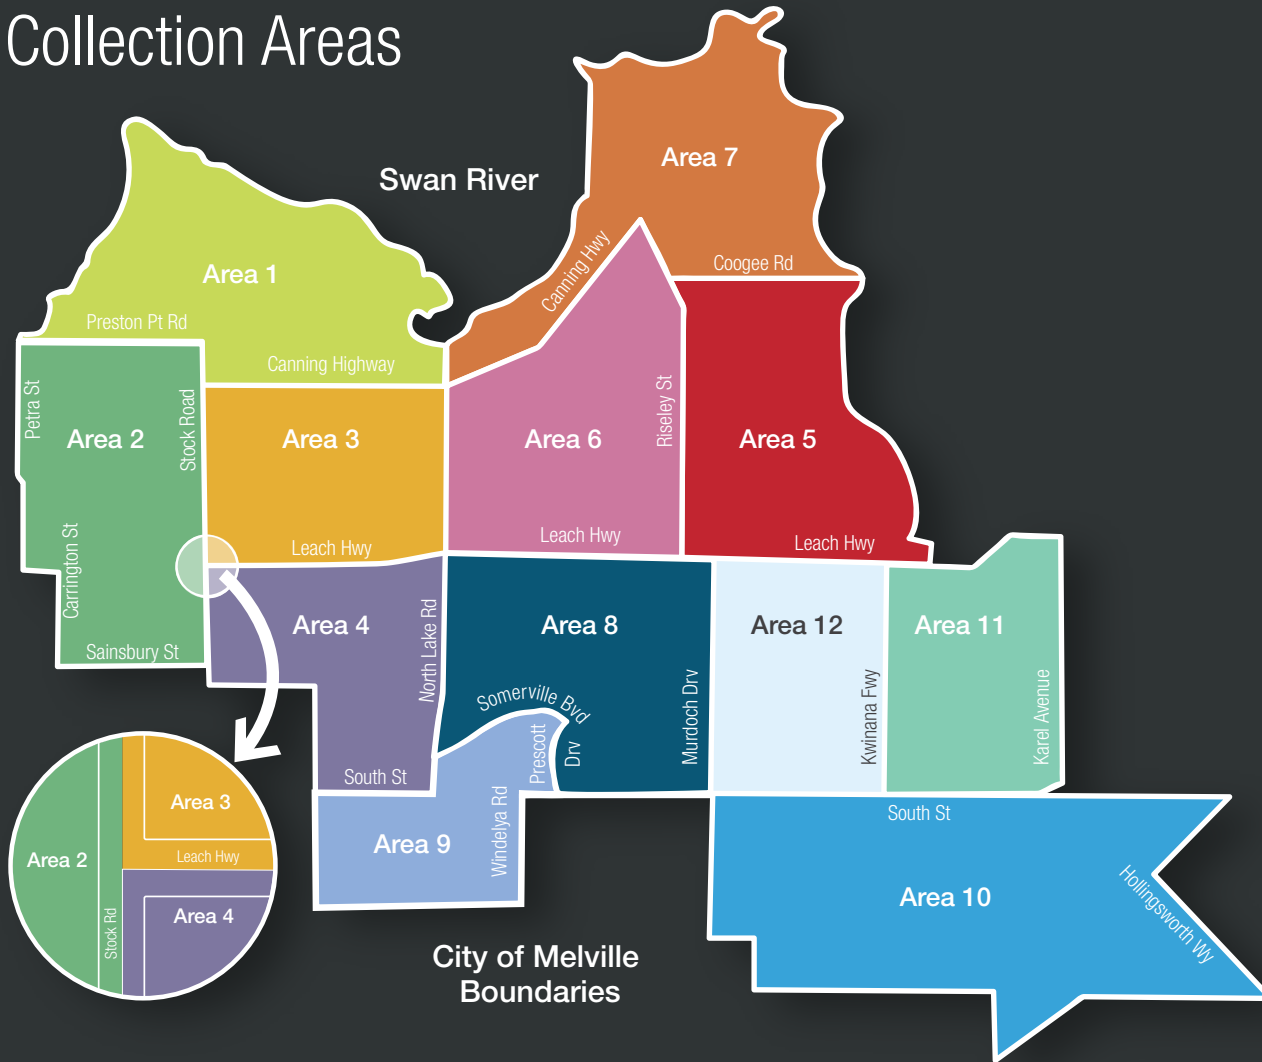 Collection Areas
Swan River
Area 7
Canning Hwy
Coogee Rd
Area 1
Preston Pt Rd
Canning Highway
Petra St
Area 2
Stock Road
Carrington St
Sainsbury St
Area 3
Leach Hwy
Area 6
Riseley St
Leach Hwy
Area 5
Leach Hwy
Area 4
North Lake Rd
South St
Area 8
Somerville Bvd
Prescott
Drv
Murdoch Drv
Area 12
Kwinana Fwy
Area 11
Karel Avenue
Area 9
Windelya Rd
South St
Area 10
Hollingsworth Wy
Area 2
Stock Rd
Area 3
Leach Hwy
Area 4
City of Melville
Boundaries